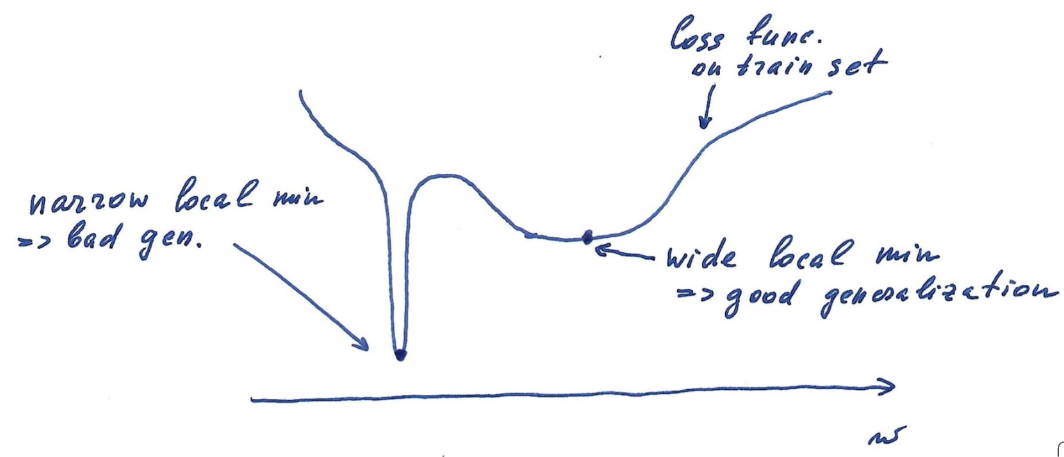 loss func.
on train set
narrow local min
=> bad gen.
wide local min
=> good generalization
w